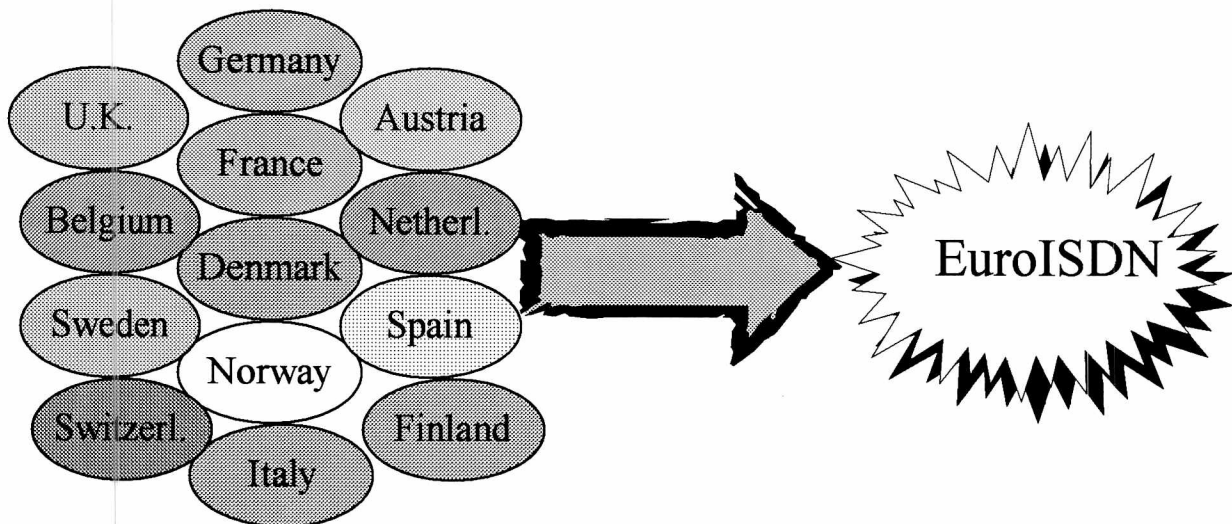 Germany
U.K.
Austria
France
Belgium
Netherl.
Denmark
Sweden
Spain
Norway
Switzerl.
Finland
Italy
EuroISDN